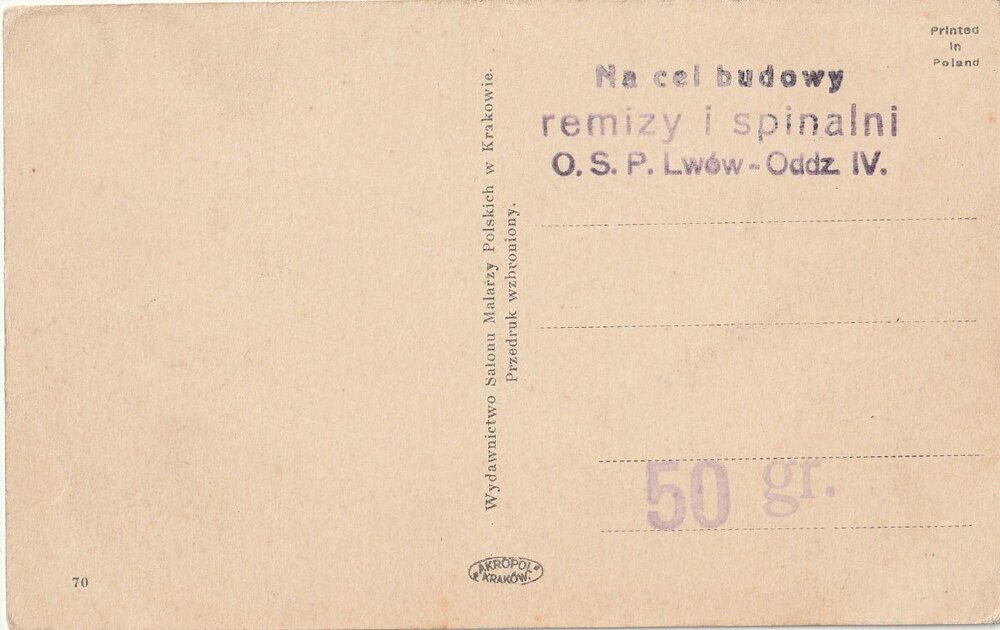 Printed
in
Poland
Na cel budowy
remizy i spinalni
O. S. P. Lwów - Oddz. IV.
Wydawnictwo Salonu Malarzy Polskich w Krakowie.
Przedruk wzbroniony.
50 gr.
70
"AKROPOL"
KRAKÓW.